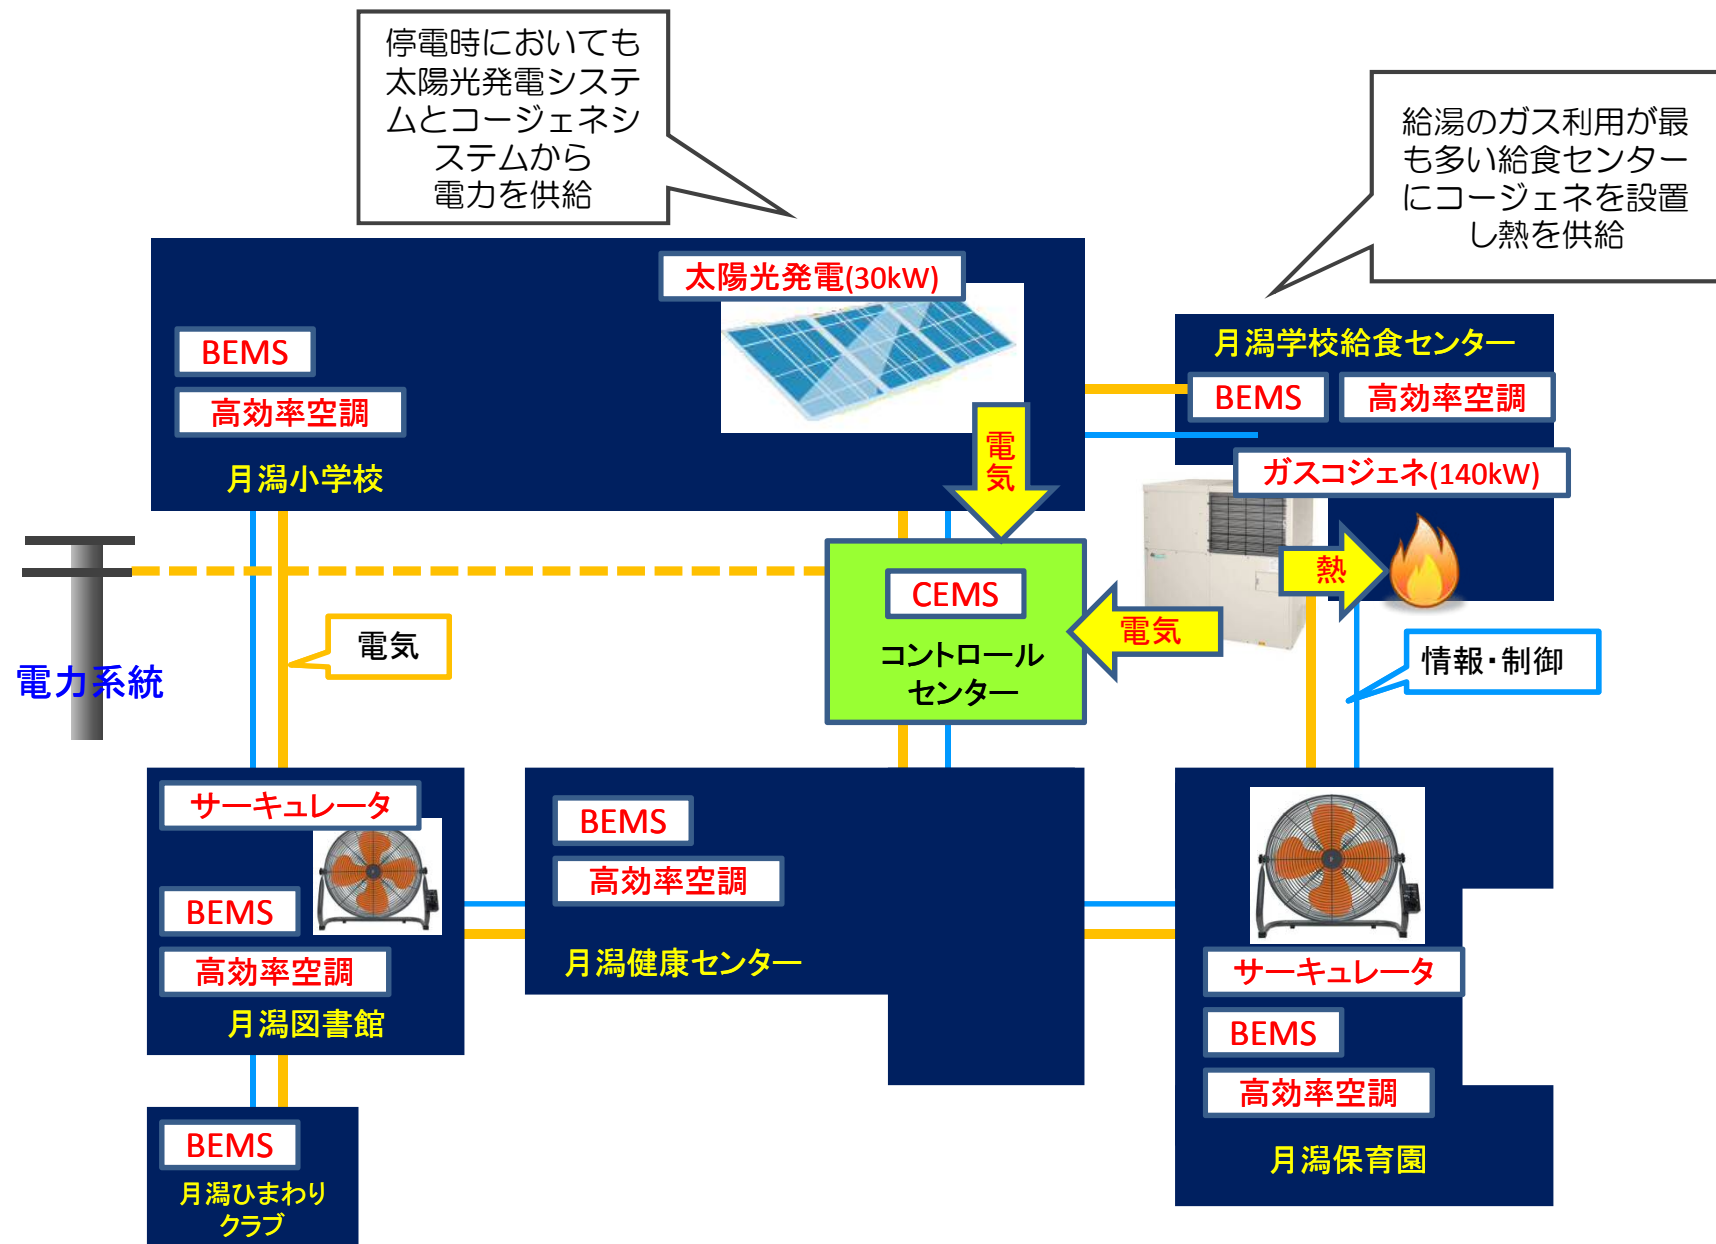 停電時においても
太陽光発電システ
ムとコージェネシ
ステムから
電力を供給
給湯のガス利用が最
も多い給食センター
にコージェネを設置
し熱を供給
太陽光発電(30kW)
BEMS
高効率空調
月潟小学校
月潟学校給食センター
BEMS
高効率空調
ガスコジェネ(140kW)
電気
熱
電気
CEMS
コントロール
センター
電力系統
電気
情報・制御
サーキュレータ
BEMS
高効率空調
月潟図書館
BEMS
高効率空調
月潟健康センター
サーキュレータ
BEMS
高効率空調
月潟保育園
BEMS
月潟ひまわり
クラブ